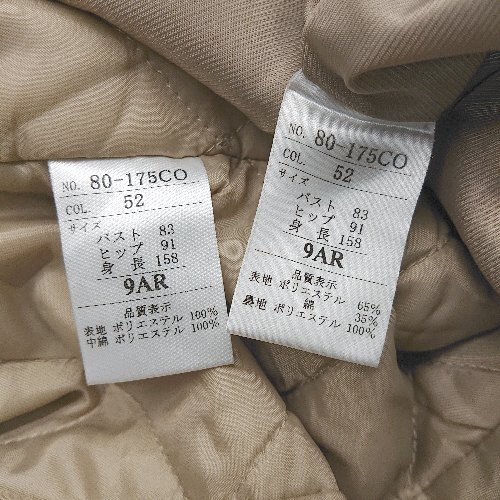 NO. 80-175CO
COL. 52
サイズ
バスト 83
ヒップ 91
身長 158
9AR
品質表示
表地 ポリエステル 100%
中綿 ポリエステル 100%
NO. 80-175CO
COL. 52
サイズ
バスト 83
ヒップ 91
身長 158
9AR
品質表示
表地 ポリエステル 65%
綿 35%
裏地 ポリエステル 100%